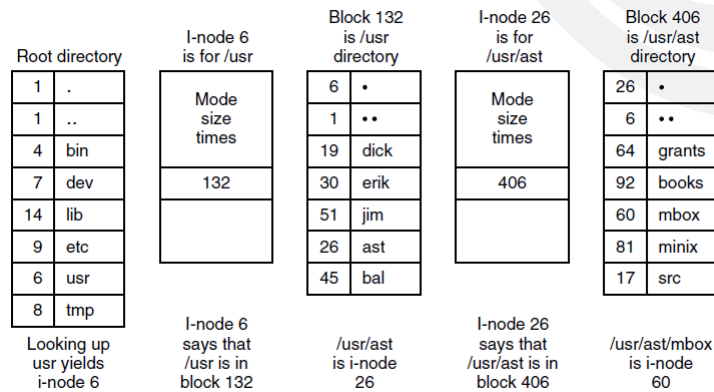 Root directory
1 .
1 ..
4 bin
7 dev
14 lib
9 etc
6 usr
8 tmp
Looking up
usr yields
i-node 6
I-node 6
is for /usr
Mode
size
times
132
I-node 6
says that
/usr is in
block 132
Block 132
is /usr
directory
6 •
1 ••
19 dick
30 erik
51 jim
26 ast
45 bal
/usr/ast
is i-node
26
I-node 26
is for
/usr/ast
Mode
size
times
406
I-node 26
says that
/usr/ast is in
block 406
Block 406
is /usr/ast
directory
26 •
6 ••
64 grants
92 books
60 mbox
81 minix
17 src
/usr/ast/mbox
is i-node
60